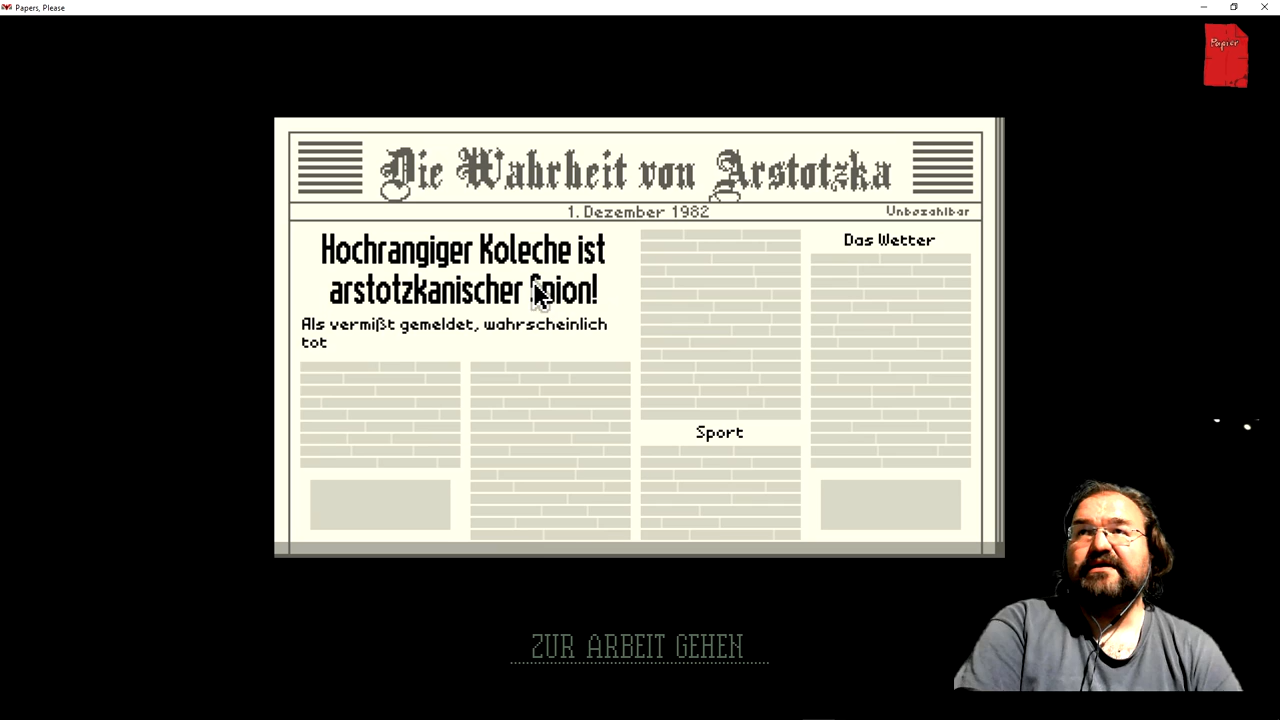 Papers, Please
Papier
Die Wahrheit von Arstotzka
1. Dezember 1982
Unbezahlbar
Hochrangiger Koleche ist
arstotzkanischer Spion!
Als vermißt gemeldet, wahrscheinlich
tot
Das Wetter
Sport
ZUR ARBEIT GEHEN